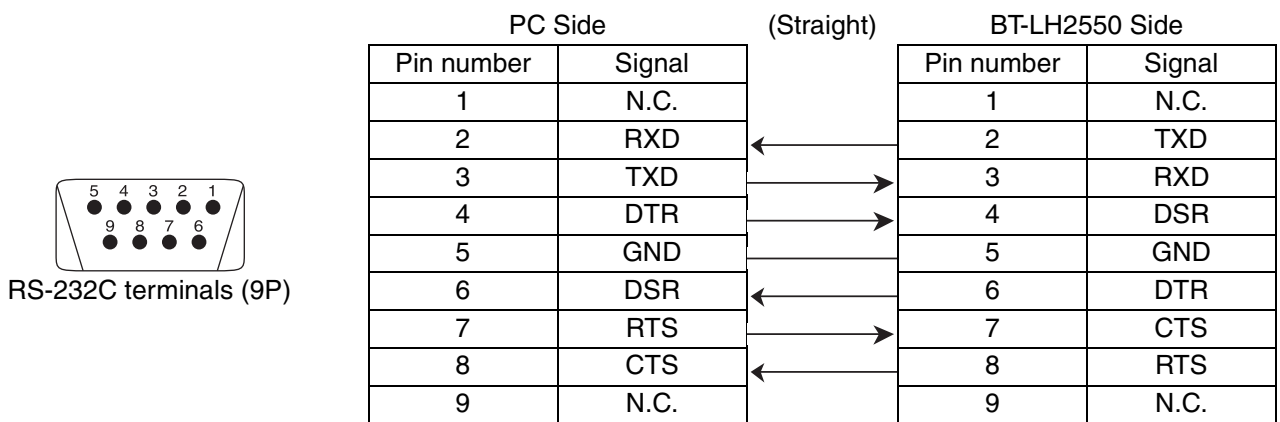 PC Side (Straight) BT-LH2550 Side
Pin number Signal Pin number Signal
1 N.C. 1 N.C.
2 RXD 2 TXD
3 TXD 3 RXD
4 DTR 4 DSR
5 GND 5 GND
6 DSR 6 DTR
7 RTS 7 CTS
8 CTS 8 RTS
9 N.C. 9 N.C.
5 4 3 2 1
9 8 7 6
RS-232C terminals (9P)